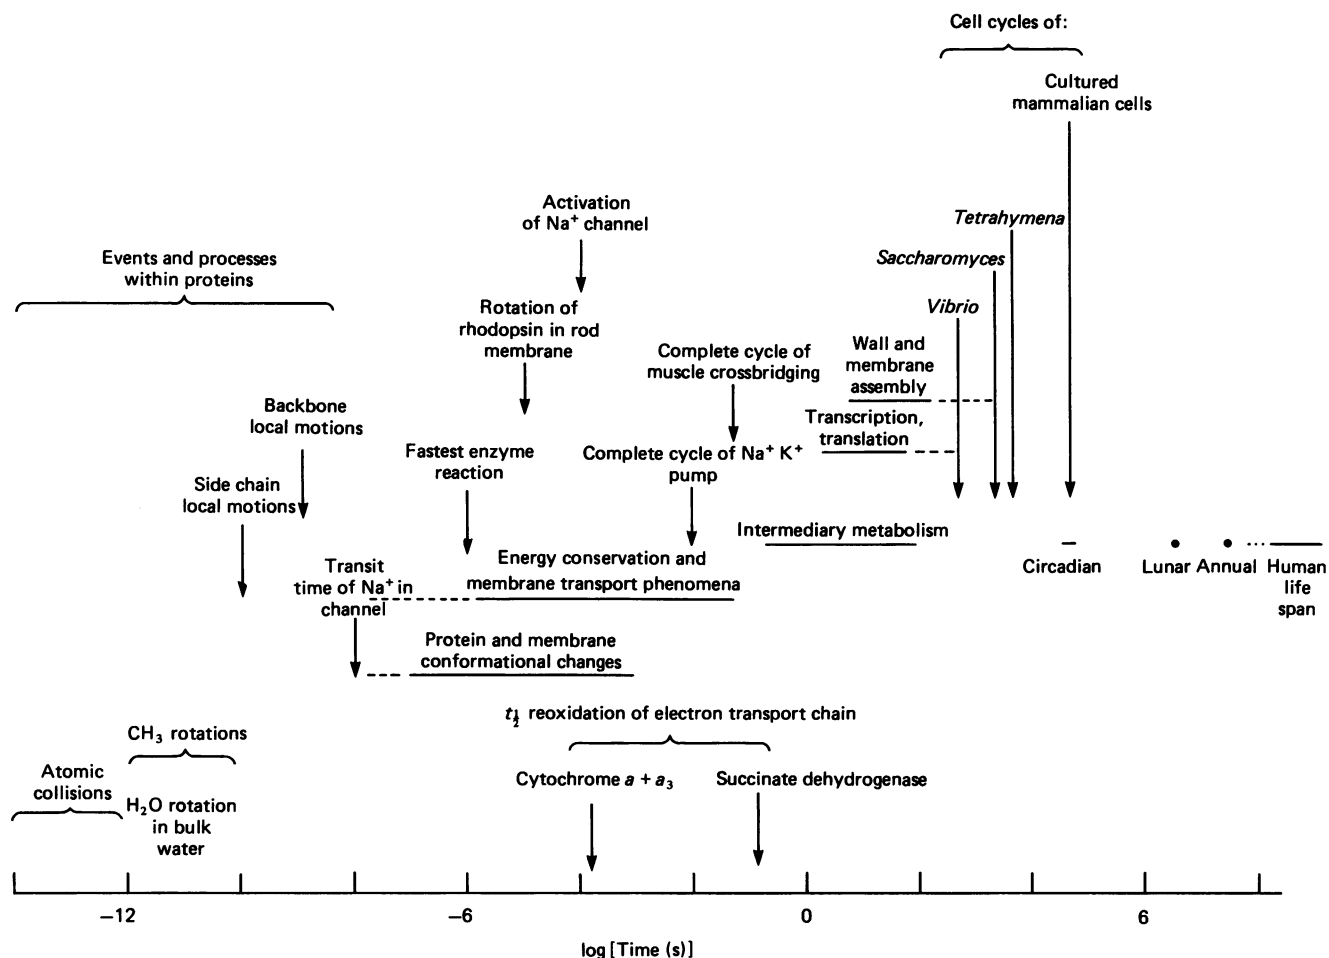 Cell cycles of:
Cultured
mammalian cells
Activation
of Na⁺ channel
Tetrahymena
Events and processes
within proteins
Saccharomyces
Rotation of
rhodopsin in rod
membrane
Vibrio
Complete cycle of
muscle crossbridging
Wall and
membrane
assembly
Backbone
local motions
Transcription,
translation
Fastest enzyme
reaction
Complete cycle of Na⁺ K⁺
pump
Side chain
local motions
Intermediary metabolism
Energy conservation and
membrane transport phenomena
Transit
time of Na⁺ in
channel
Circadian
Lunar
Annual
...
Human
life
span
Protein and membrane
conformational changes
t½ reoxidation of electron transport chain
CH₃ rotations
Atomic
collisions
Cytochrome a + a₃
Succinate dehydrogenase
H₂O rotation
in bulk
water
−12
−6
0
6
log [Time (s)]